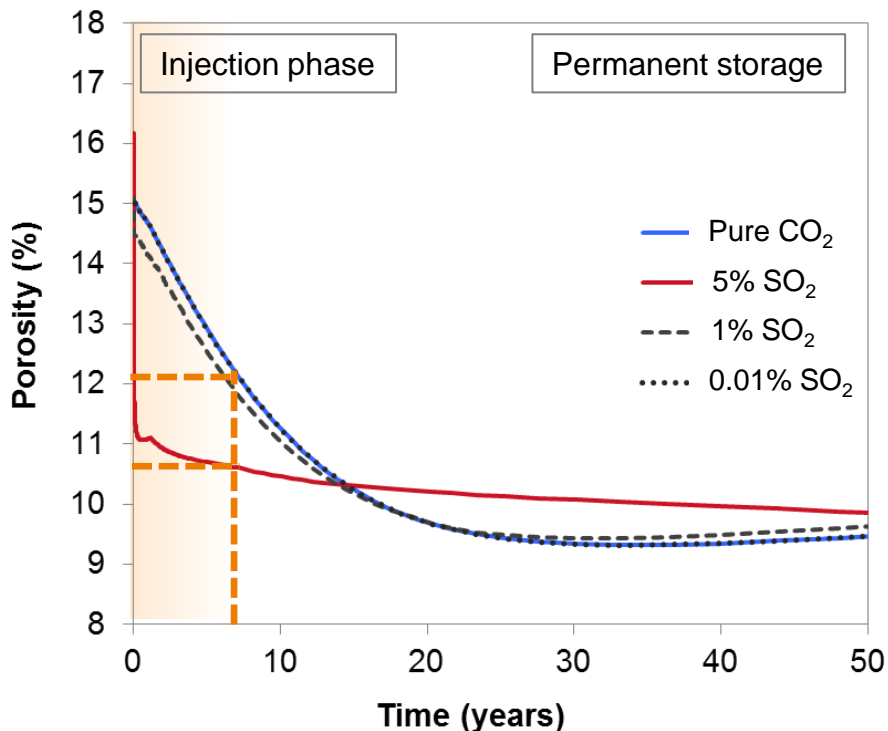 Injection phase
Permanent storage
Porosity (%)
18
17
16
15
14
13
12
11
10
9
8
Pure CO₂
5% SO₂
1% SO₂
0.01% SO₂
0 10 20 30 40 50
Time (years)